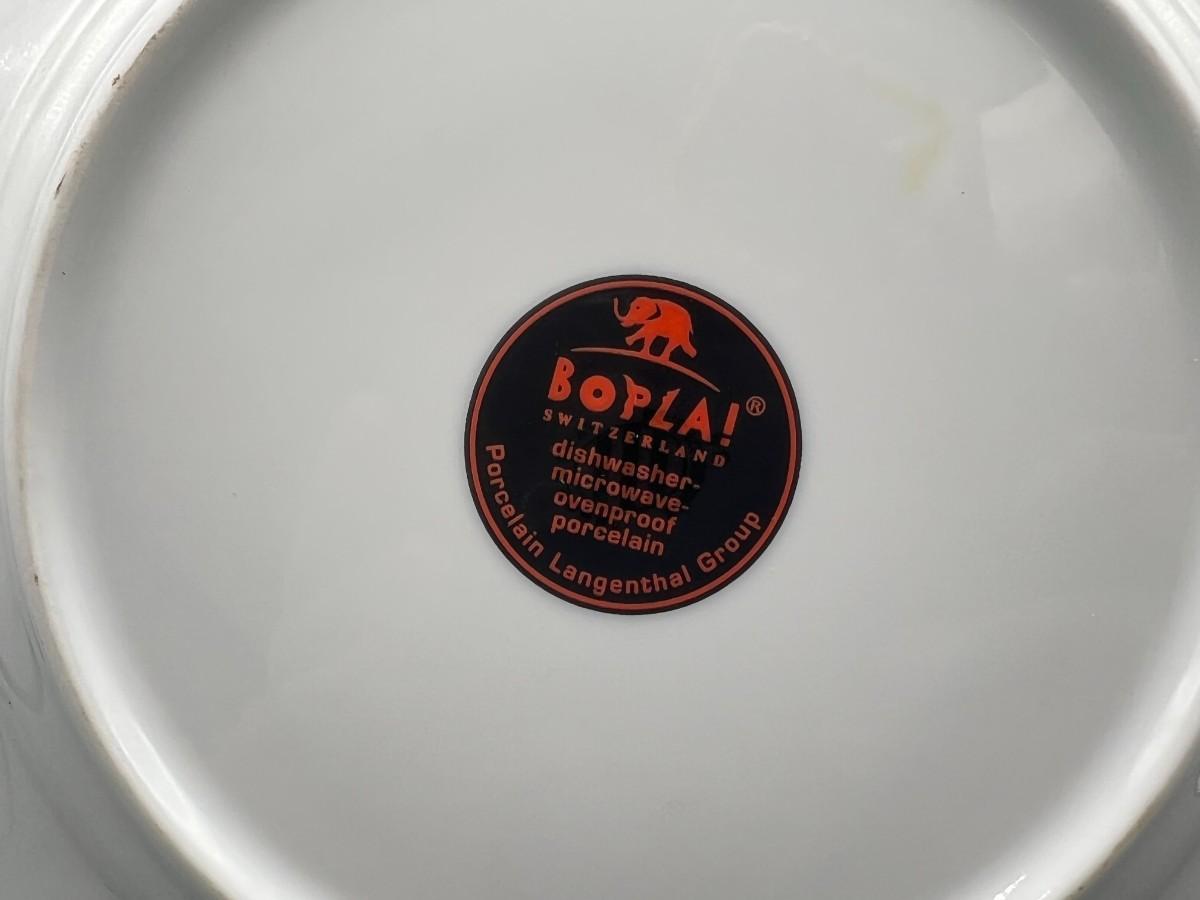 BOPLA!®
SWITZERLAND
dishwasher-
microwave-
ovenproof
porcelain
Porcelain Langenthal Group